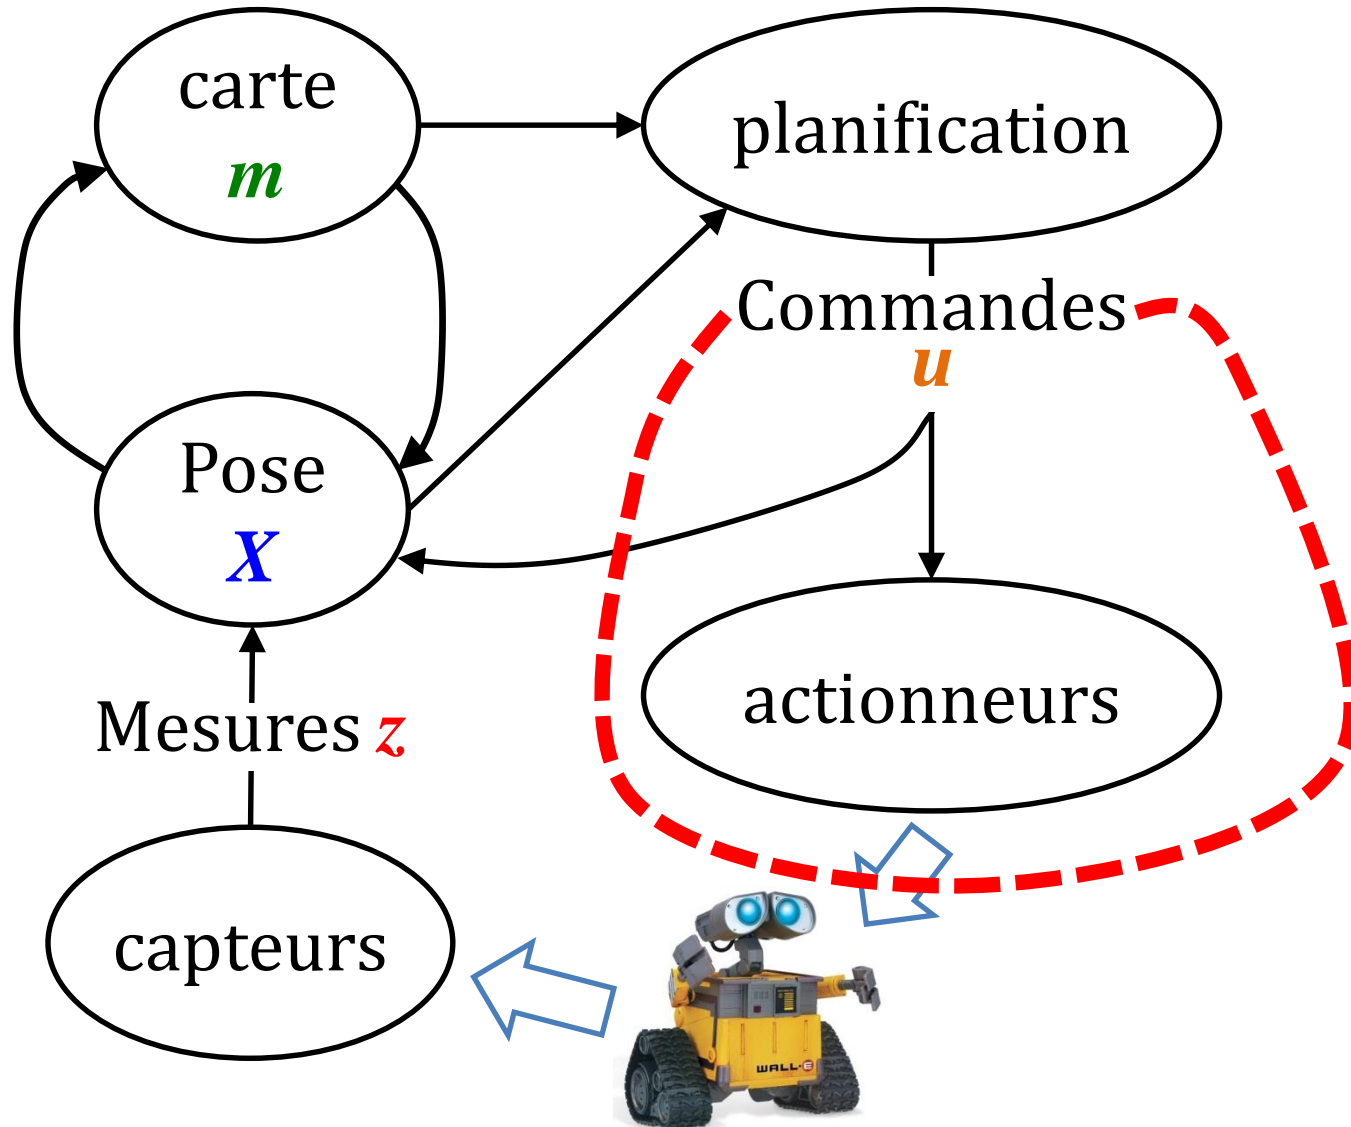 carte
m
planification
Commandes
u
Pose
X
Mesures z
actionneurs
capteurs
WALL•E